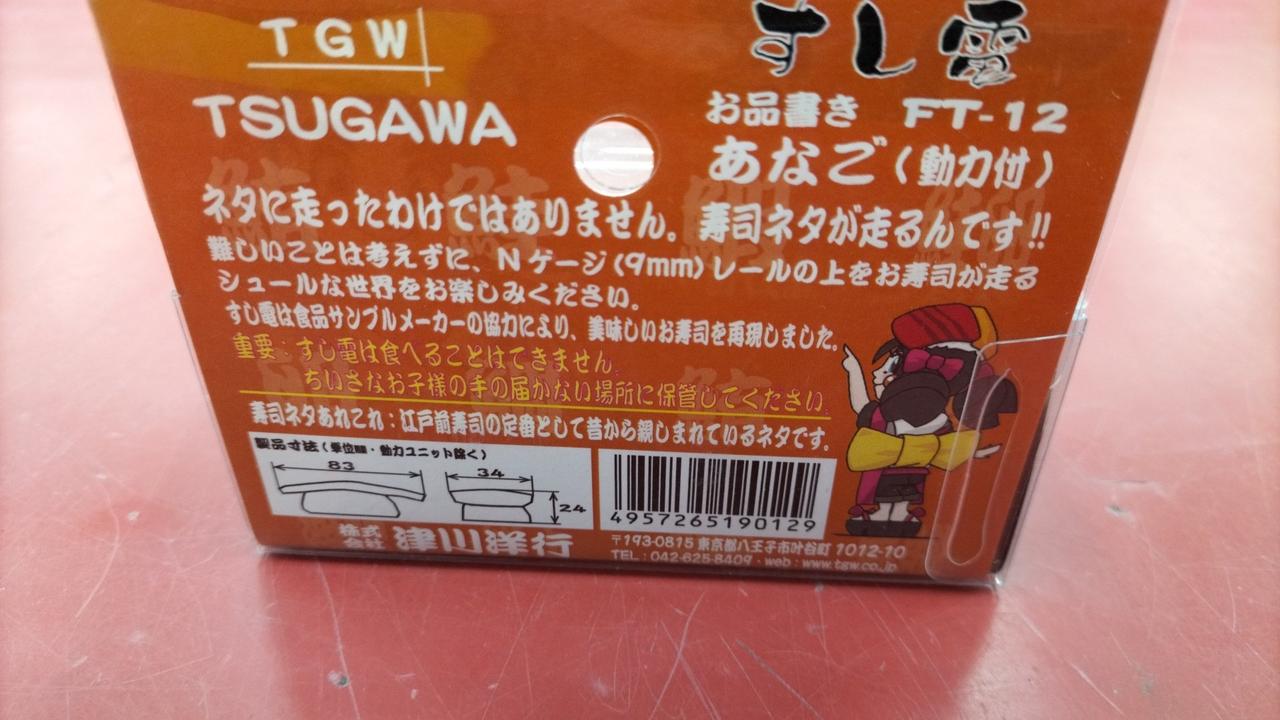 TGW
TSUGAWA
すし電
お品書き FT-12
あなご(動力付)
ネタに走ったわけではありません。寿司ネタが走るんです!!
難しいことは考えずに、Nゲージ(9mm)レールの上をお寿司が走る
シュールな世界をお楽しみください。
すし電は食品サンプルメーカーの協力により、美味しいお寿司を再現しました。
重要:すし電は食べることはできません。
ちいさなお子様の手の届かない場所に保管してください。
寿司ネタあれこれ:江戸前寿司の定番として昔から親しまれているネタです。
製品寸法(単位mm・動力ユニット除く)
83
34
24
4957265190129
株式会社 津川洋行
〒193-0815 東京都八王子市叶谷町 1012-10
TEL:042-625-8409・web:www.tgw.co.jp